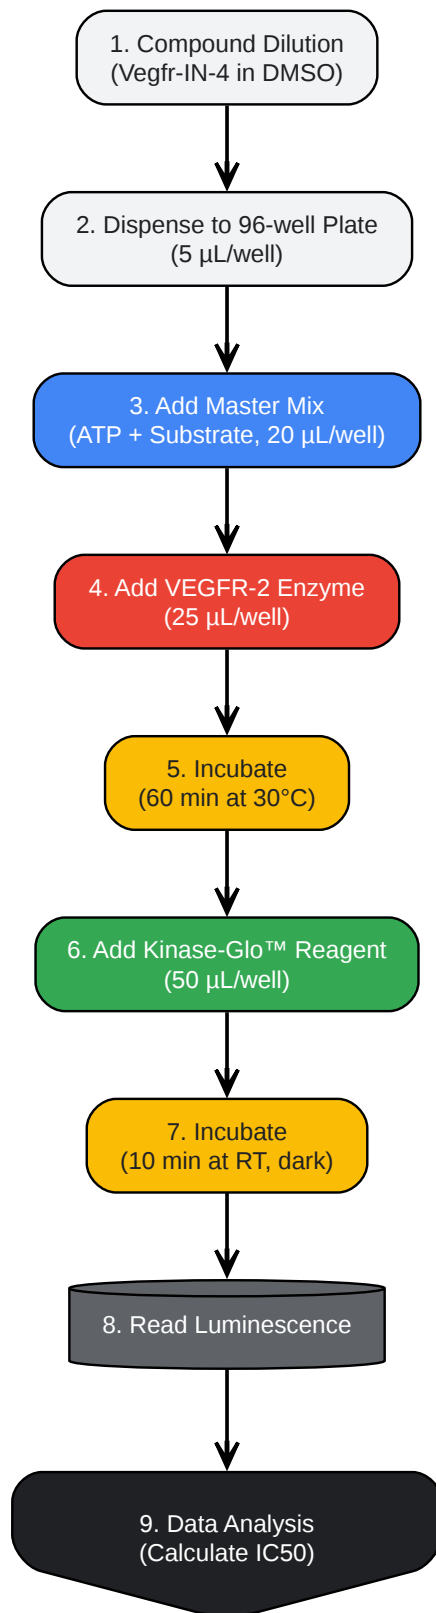 1. Compound Dilution
(Vegfr-IN-4 in DMSO)
2. Dispense to 96-well Plate
(5 µL/well)
3. Add Master Mix
(ATP + Substrate, 20 µL/well)
4. Add VEGFR-2 Enzyme
(25 µL/well)
5. Incubate
(60 min at 30°C)
6. Add Kinase-Glo™ Reagent
(50 µL/well)
7. Incubate
(10 min at RT, dark)
8. Read Luminescence
9. Data Analysis
(Calculate IC50)